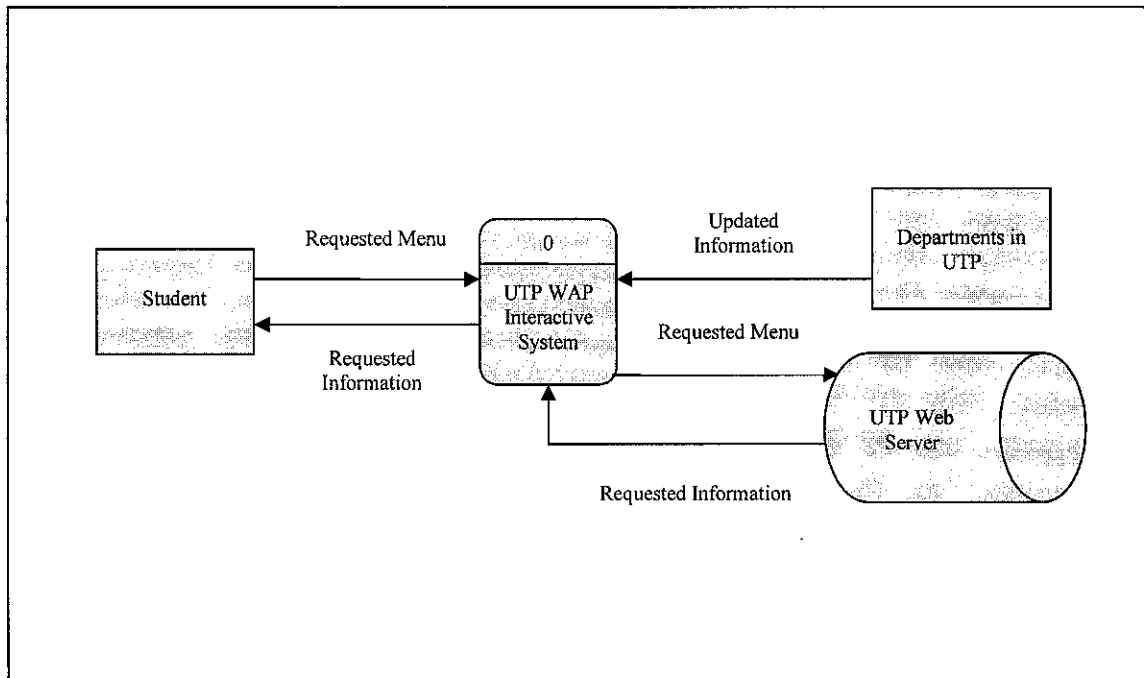 Student
Requested Menu
Requested
Information
0
UTP WAP
Interactive
System
Updated
Information
Departments in
UTP
Requested Menu
UTP Web
Server
Requested Information